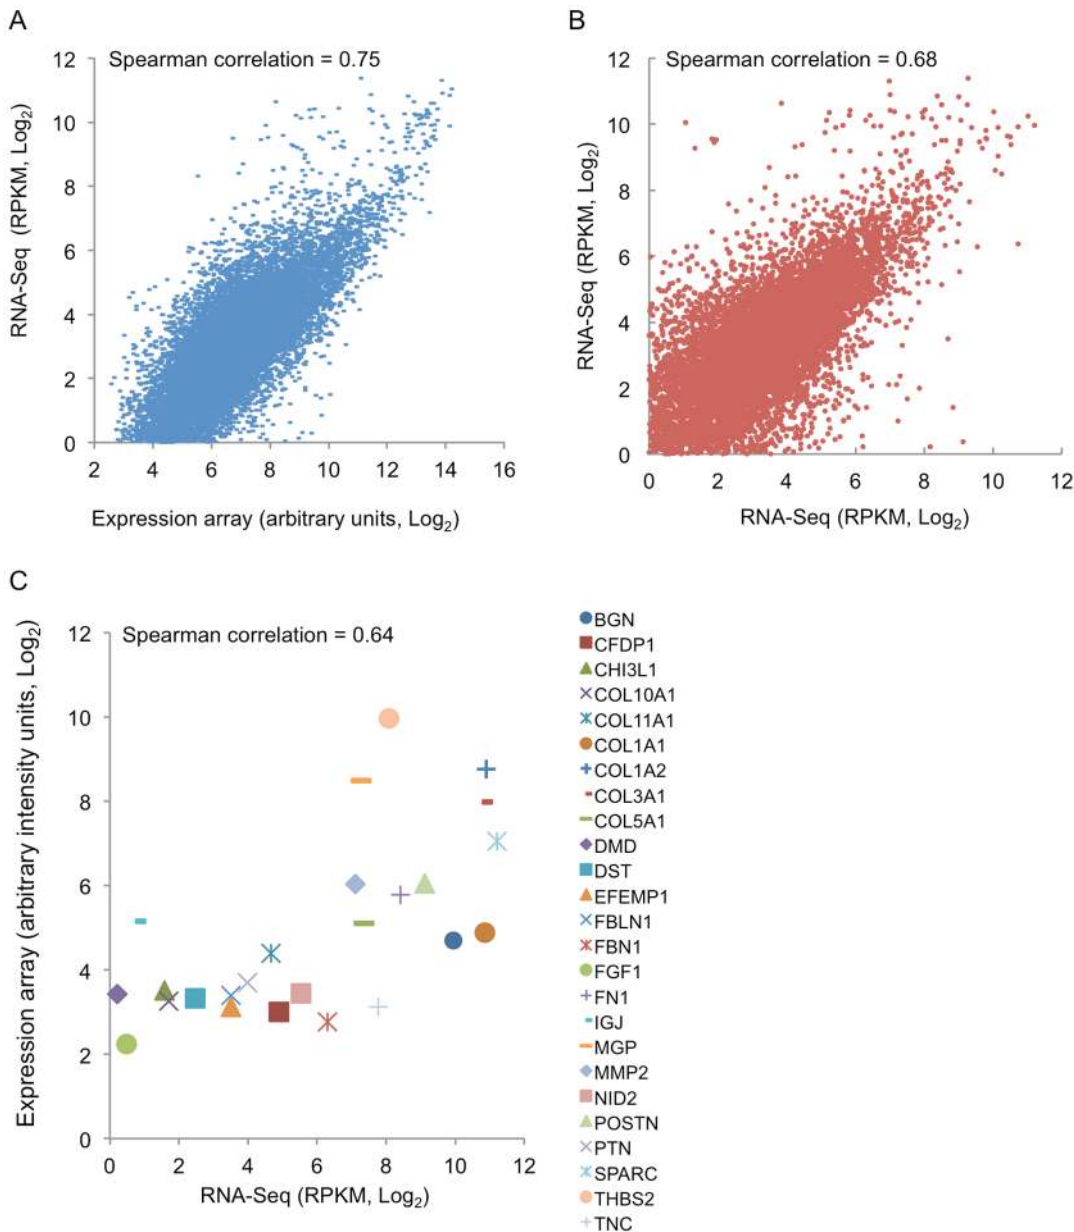 A
Spearman correlation = 0.75
RNA-Seq (RPKM, Log₂)
12
10
8
6
4
2
0
2 4 6 8 10 12 14 16
Expression array (arbitrary units, Log₂)
B
Spearman correlation = 0.68
RNA-Seq (RPKM, Log₂)
12
10
8
6
4
2
0
0 2 4 6 8 10 12
RNA-Seq (RPKM, Log₂)
C
Spearman correlation = 0.64
Expression array (arbitrary intensity units, Log₂)
12
10
8
6
4
2
0
0 2 4 6 8 10 12
RNA-Seq (RPKM, Log₂)
BGN
CFDP1
CHI3L1
COL10A1
COL11A1
COL1A1
COL1A2
COL3A1
COL5A1
DMD
DST
EFEMP1
FBLN1
FBN1
FGF1
FN1
IGJ
MGP
MMP2
NID2
POSTN
PTN
SPARC
THBS2
TNC